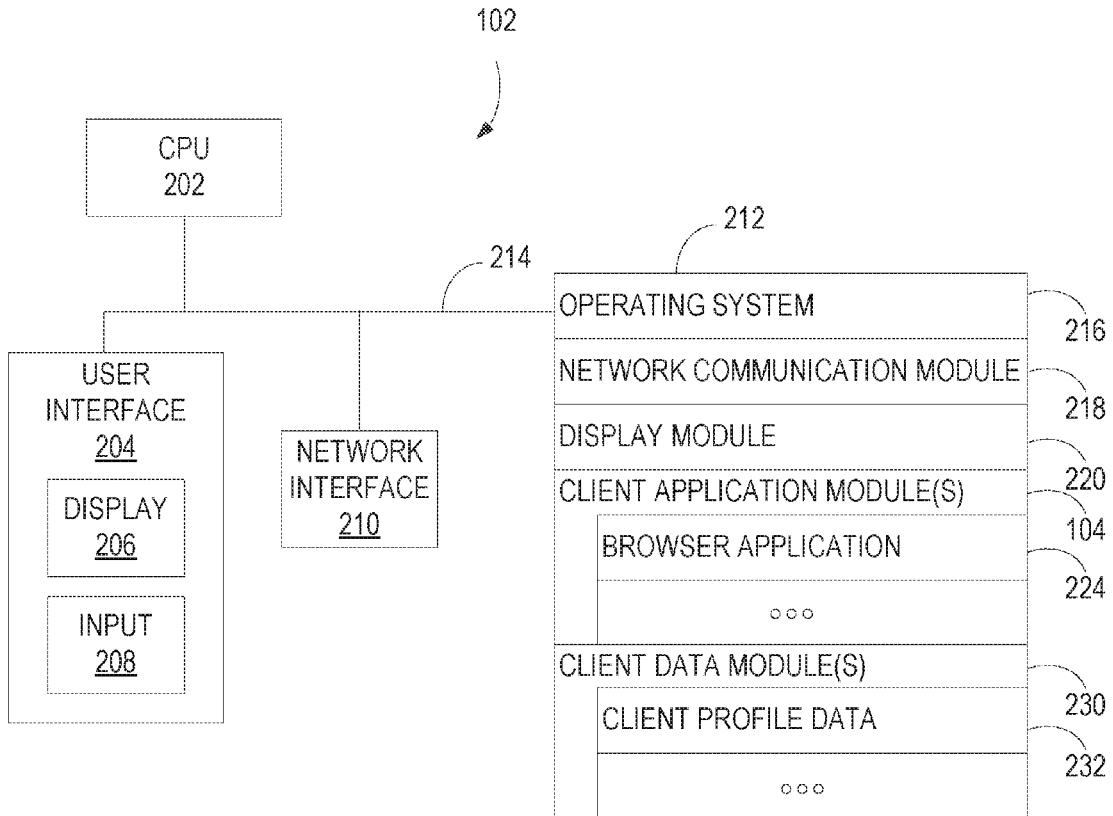 102
CPU
202
212
214
OPERATING SYSTEM
216
NETWORK COMMUNICATION MODULE
218
DISPLAY MODULE
220
CLIENT APPLICATION MODULE(S)
104
BROWSER APPLICATION
224
○○○
CLIENT DATA MODULE(S)
230
CLIENT PROFILE DATA
232
○○○
USER
INTERFACE
204
DISPLAY
206
INPUT
208
NETWORK
INTERFACE
210